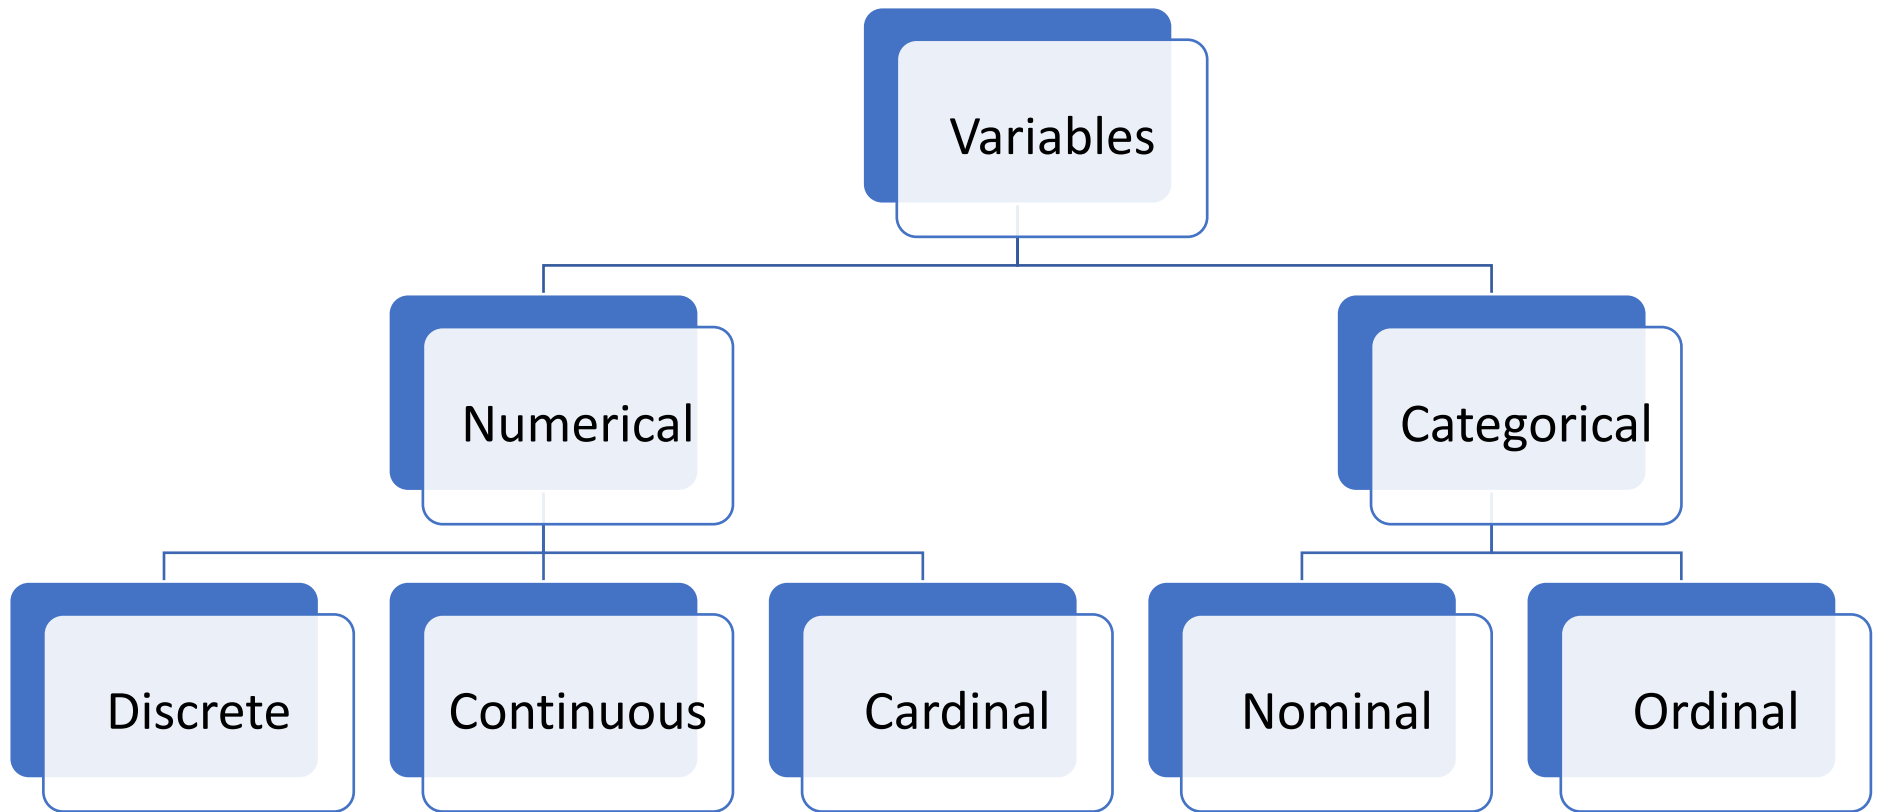 Variables
Numerical
Categorical
Discrete
Continuous
Cardinal
Nominal
Ordinal